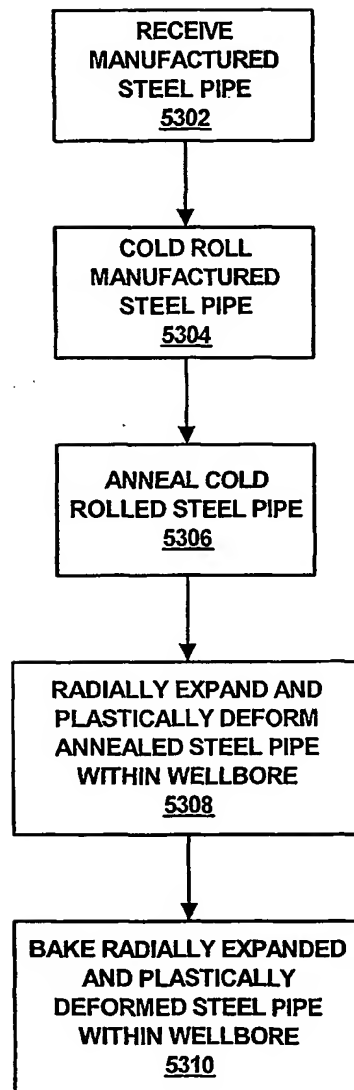 RECEIVE
MANUFACTURED
STEEL PIPE
5302
COLD ROLL
MANUFACTURED
STEEL PIPE
5304
ANNEAL COLD
ROLLED STEEL PIPE
5306
RADIALLY EXPAND AND
PLASTICALLY DEFORM
ANNEALED STEEL PIPE
WITHIN WELLBORE
5308
BAKE RADIALLY EXPANDED
AND PLASTICALLY
DEFORMED STEEL PIPE
WITHIN WELLBORE
5310